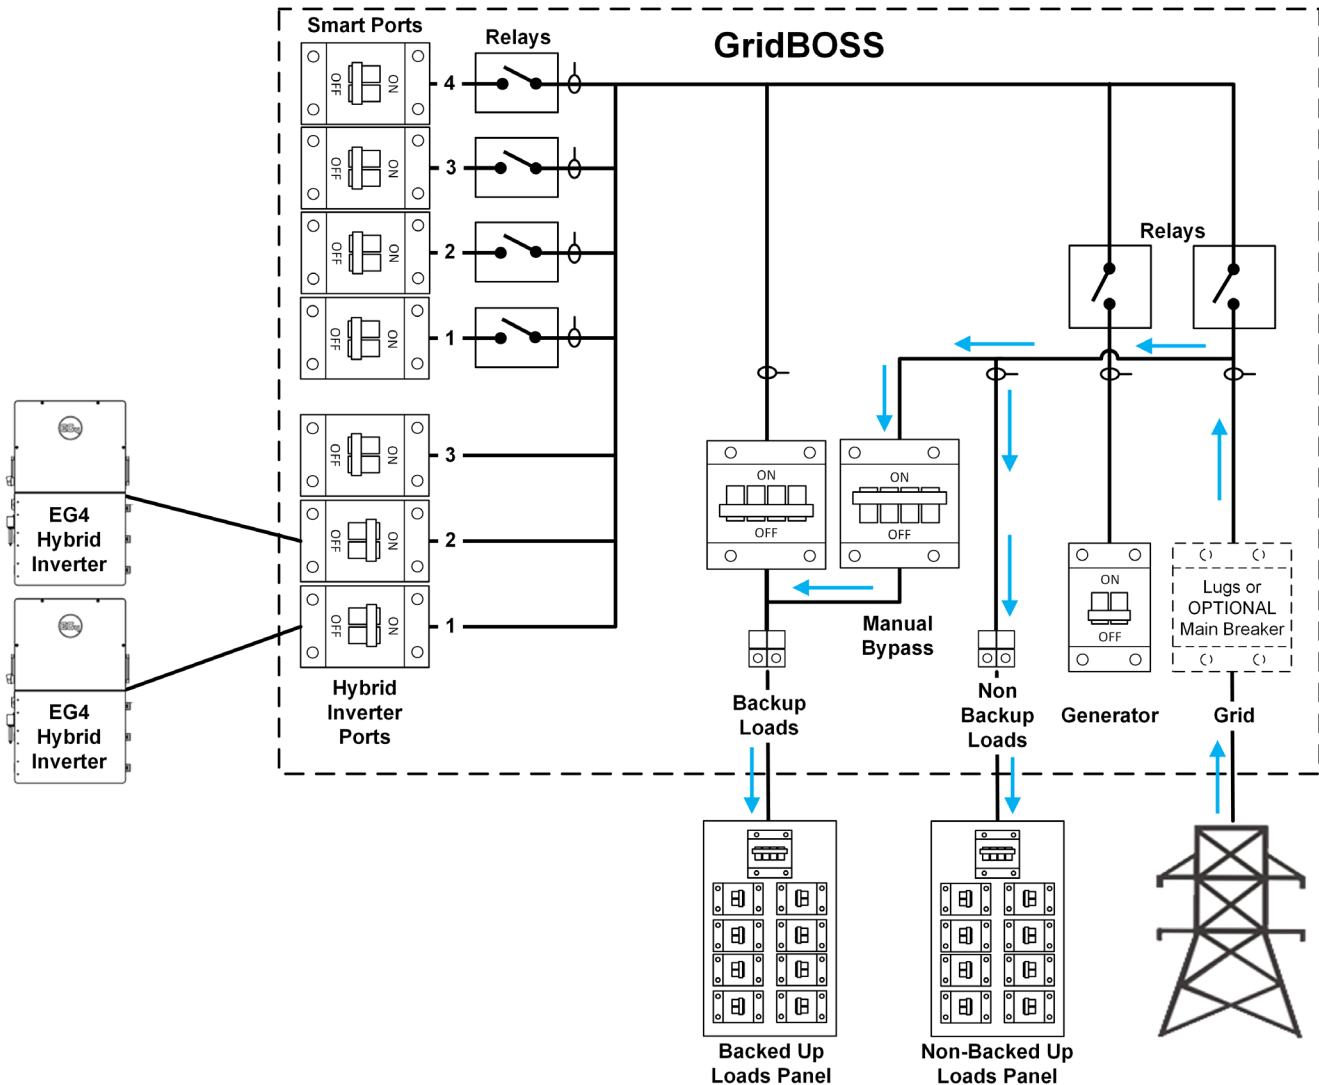 GridBOSS
Smart Ports
Relays
OFF
ON
4
OFF
ON
3
OFF
ON
2
OFF
ON
1
Relays
OFF
ON
3
OFF
ON
2
OFF
ON
1
Hybrid
Inverter
Ports
EG4
EG4
Hybrid
Inverter
EG4
EG4
Hybrid
Inverter
ON
OFF
ON
OFF
Manual
Bypass
ON
OFF
Lugs or
OPTIONAL
Main Breaker
Backup
Loads
Non
Backup
Loads
Generator
Grid
Backed Up
Loads Panel
Non-Backed Up
Loads Panel